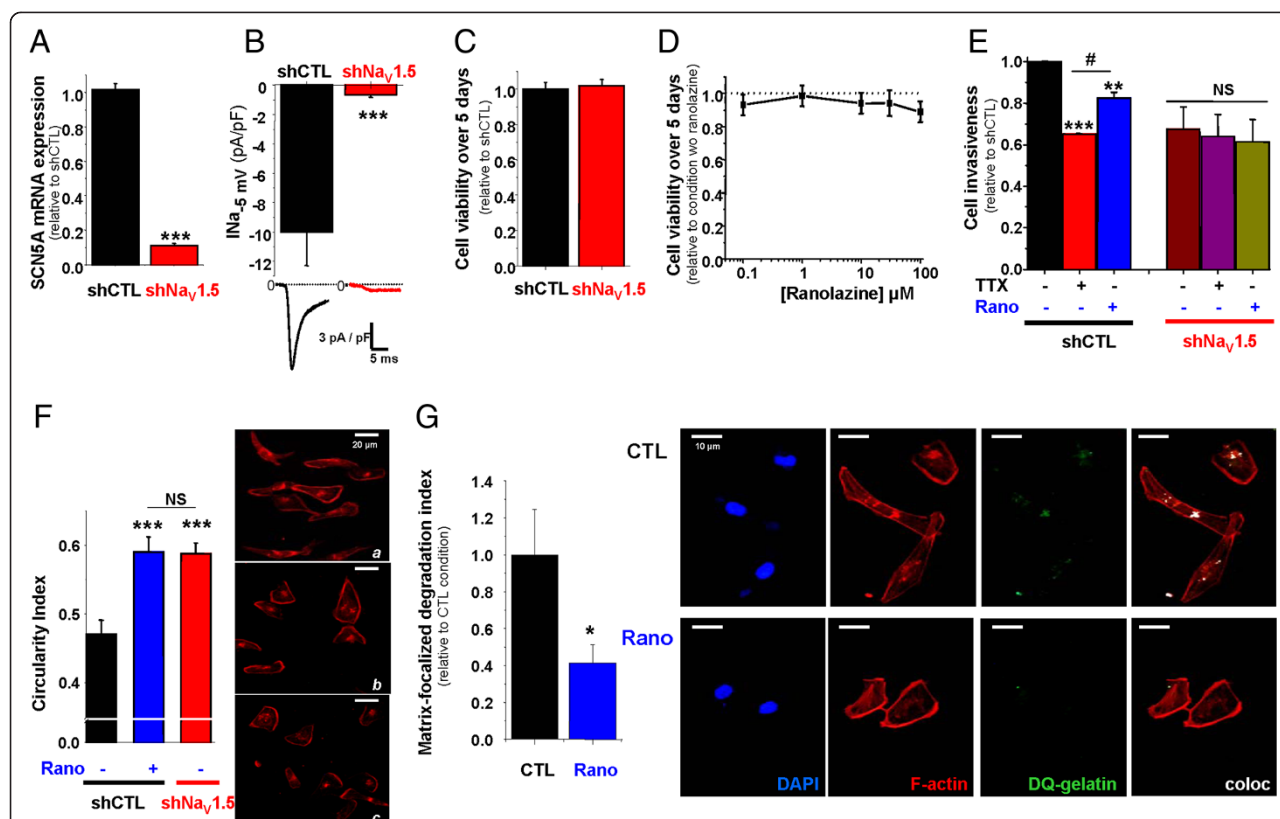 A
SCN5A mRNA expression
(relative to shCTL)
1.0
0.8
0.6
0.4
0.2
0.0
***
shCTL shNaV1.5
B
shCTL shNaV1.5
INa-5 mV (pA/pF)
0
-2
-4
-6
-8
-10
-12
***
0
0
3 pA / pF
5 ms
C
Cell viability over 5 days
(relative to shCTL)
1.0
0.8
0.6
0.4
0.2
0.0
shCTL shNaV1.5
D
Cell viability over 5 days
(relative to condition wo ranolazine)
1.0
0.8
0.6
0.4
0.2
0.0
0.1 1 10 100
[Ranolazine] µM
E
Cell invasiveness
(relative to shCTL)
1.0
0.8
0.6
0.4
0.2
0.0
#
***
**
NS
TTX - + - - + -
Rano - - + - - +
shCTL shNaV1.5
F
Circularity Index
0.6
0.5
0.4
0.0
NS
*** ***
Rano - + -
shCTL shNaV1.5
20 µm
a
b
c
G
Matrix-focalized degradation index
(relative to CTL condition)
1.4
1.2
1.0
0.8
0.6
0.4
0.2
0.0
*
CTL Rano
CTL
10 µm
Rano
DAPI F-actin DQ-gelatin coloc